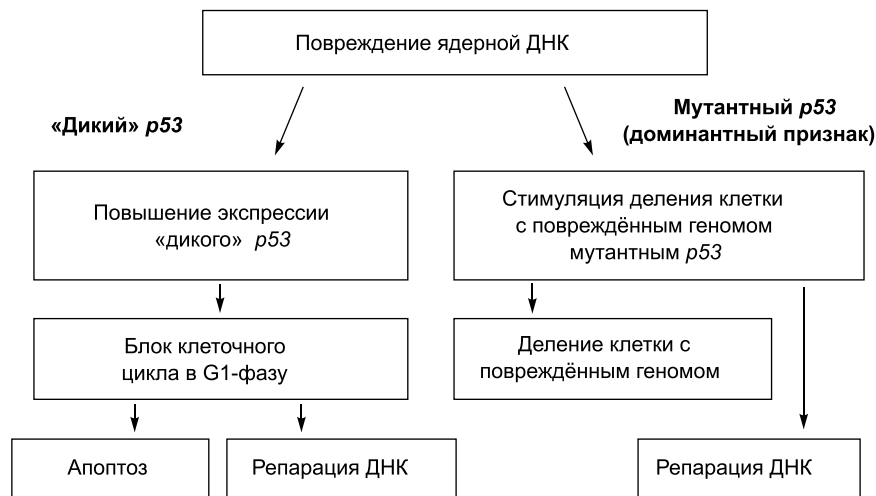 Повреждение ядерной ДНК
«Дикий» p53
Мутантный p53
(доминантный признак)
Повышение экспрессии
«дикого» p53
Стимуляция деления клетки
с повреждённым геномом
мутантным p53
Блок клеточного
цикла в G1-фазу
Деление клетки с
повреждённым геномом
Апоптоз
Репарация ДНК
Репарация ДНК